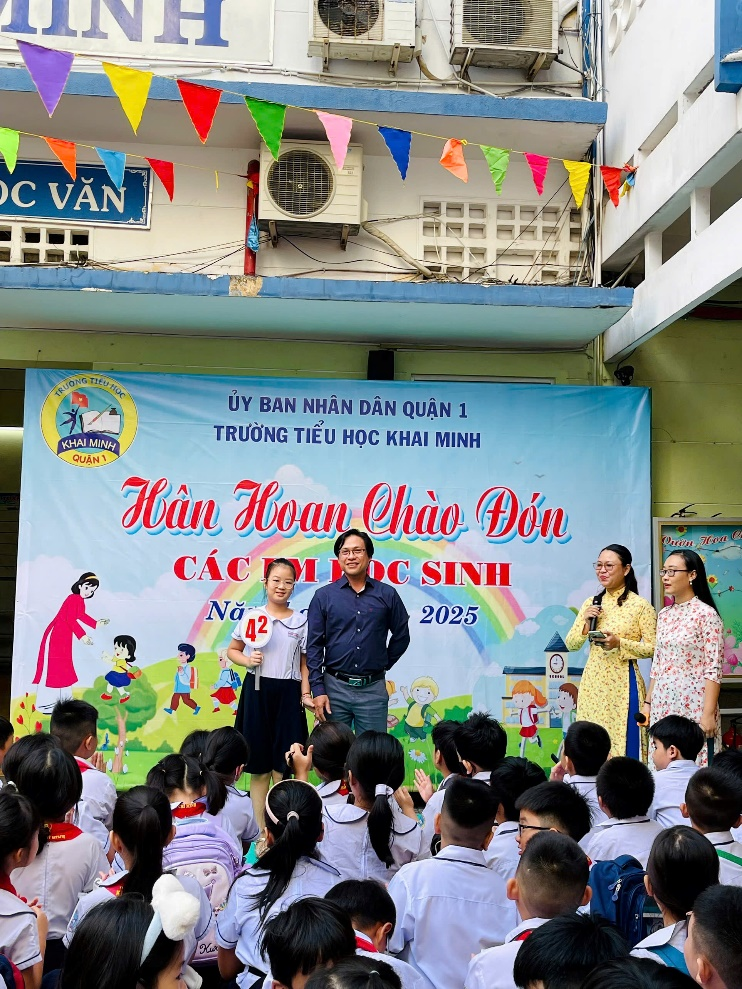 MINH
ỌC VĂN
TRƯỜNG TIỂU HỌC
KHAI MINH
QUẬN 1
ỦY BAN NHÂN DÂN QUẬN 1
TRƯỜNG TIỂU HỌC KHAI MINH
Hân Hoan Chào Đón
CÁC EM HỌC SINH
2025
42